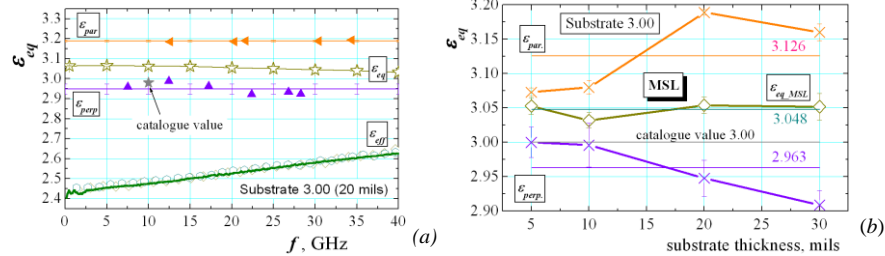 ε_par
ε_eq
ε_perp
catalogue value
ε_eff
Substrate 3.00 (20 mils)
ε_eq
3.3
3.2
3.1
3.0
2.9
2.8
2.7
2.6
2.5
2.4
0 5 10 15 20 25 30 35 40
f, GHz
(a)
Substrate 3.00
ε_par.
3.126
MSL
ε_eq_MSL
3.048
catalogue value 3.00
2.963
ε_perp.
ε_eq
3.20
3.15
3.10
3.05
3.00
2.95
2.90
5 10 15 20 25 30
substrate thickness, mils
(b)